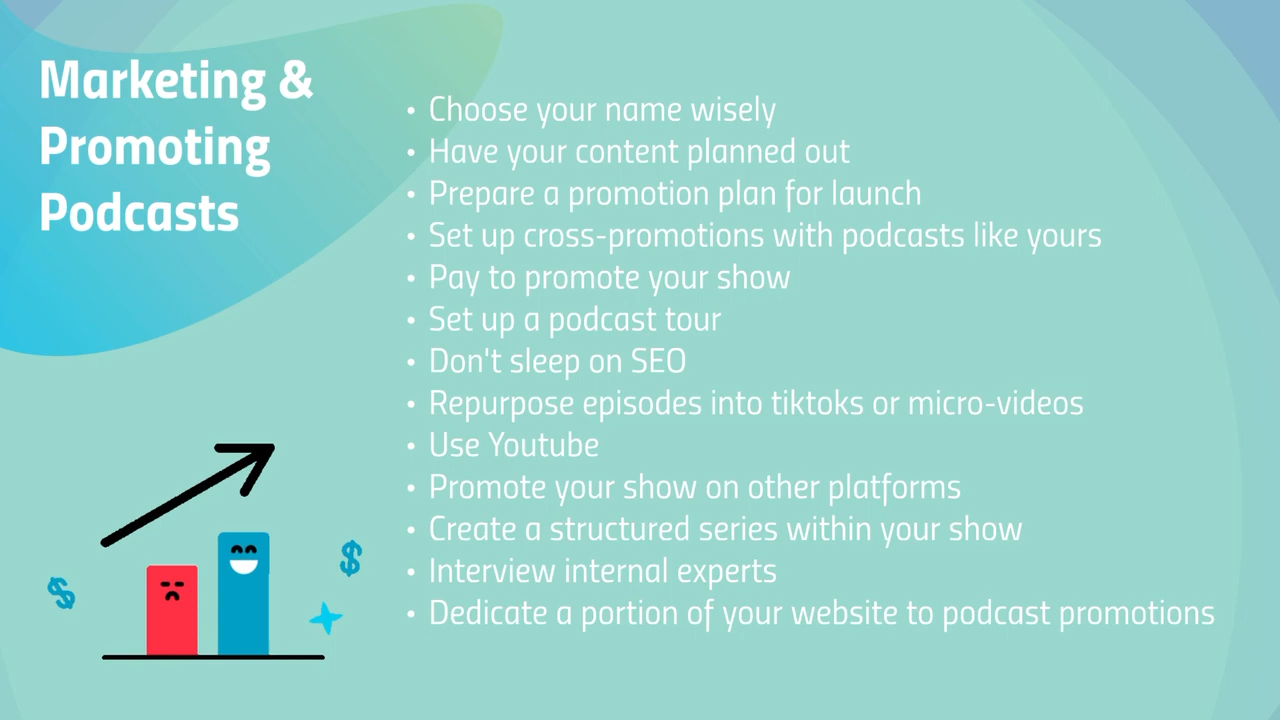 Marketing &
Promoting
Podcasts
• Choose your name wisely
• Have your content planned out
• Prepare a promotion plan for launch
• Set up cross-promotions with podcasts like yours
• Pay to promote your show
• Set up a podcast tour
• Don't sleep on SEO
• Repurpose episodes into tiktoks or micro-videos
• Use Youtube
• Promote your show on other platforms
• Create a structured series within your show
• Interview internal experts
• Dedicate a portion of your website to podcast promotions
$
$